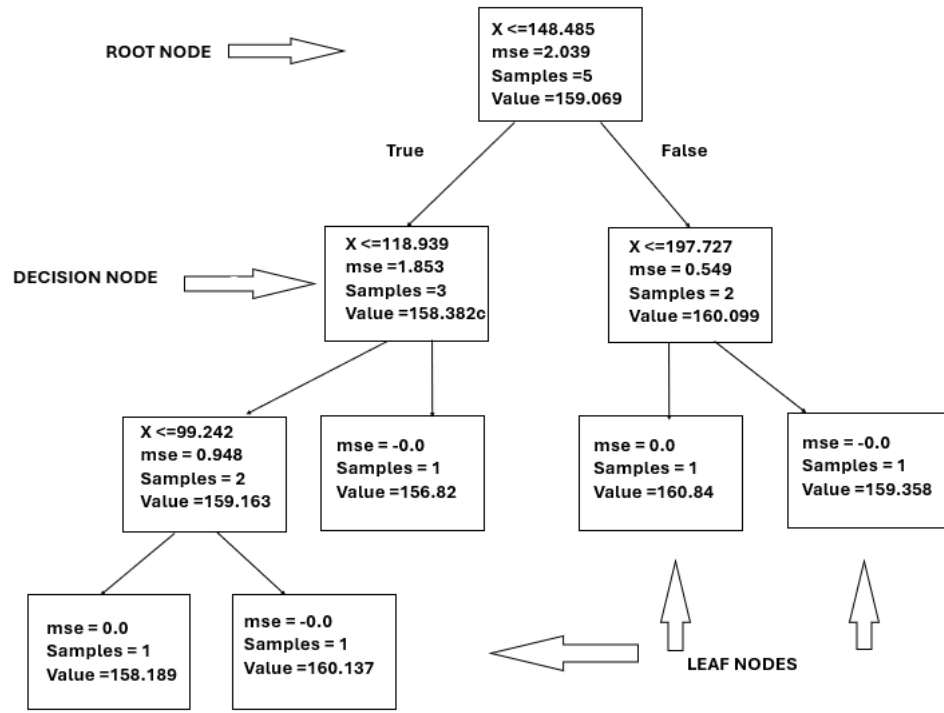 X <=148.485
mse =2.039
Samples =5
Value =159.069
ROOT NODE
True
False
X <=118.939
mse =1.853
Samples =3
Value =158.382c
X <=197.727
mse = 0.549
Samples = 2
Value =160.099
DECISION NODE
X <=99.242
mse = 0.948
Samples = 2
Value =159.163
mse = -0.0
Samples = 1
Value =156.82
mse = 0.0
Samples = 1
Value =160.84
mse = -0.0
Samples = 1
Value =159.358
mse = 0.0
Samples = 1
Value =158.189
mse = -0.0
Samples = 1
Value =160.137
LEAF NODES